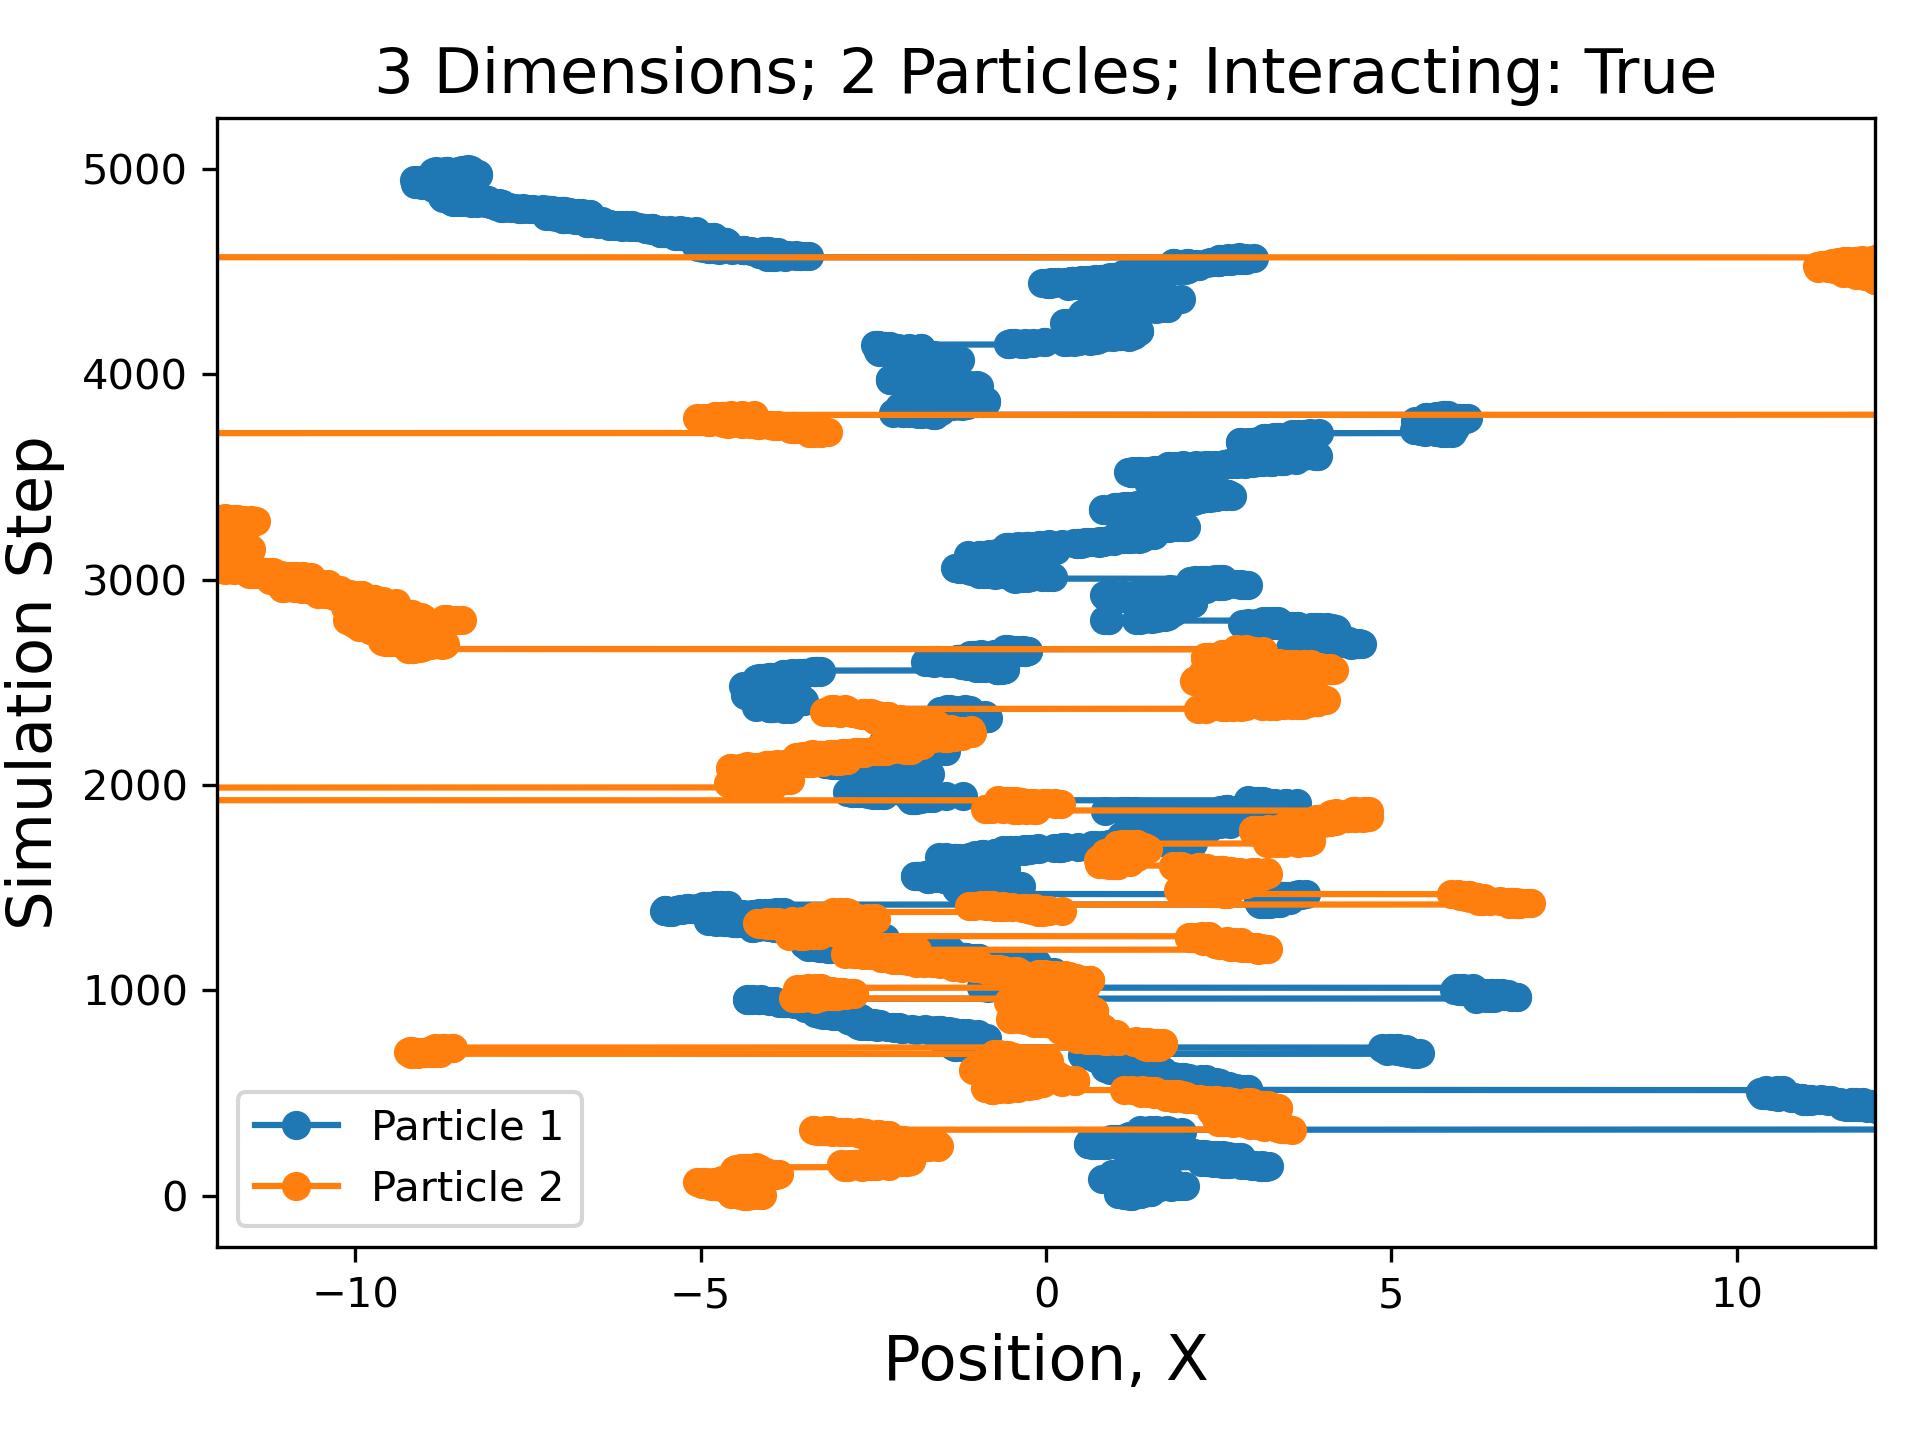 3 Dimensions; 2 Particles; Interacting: True
Simulation Step
5000
4000
3000
2000
1000
0
Particle 1
Particle 2
−10
−5
0
5
10
Position, X